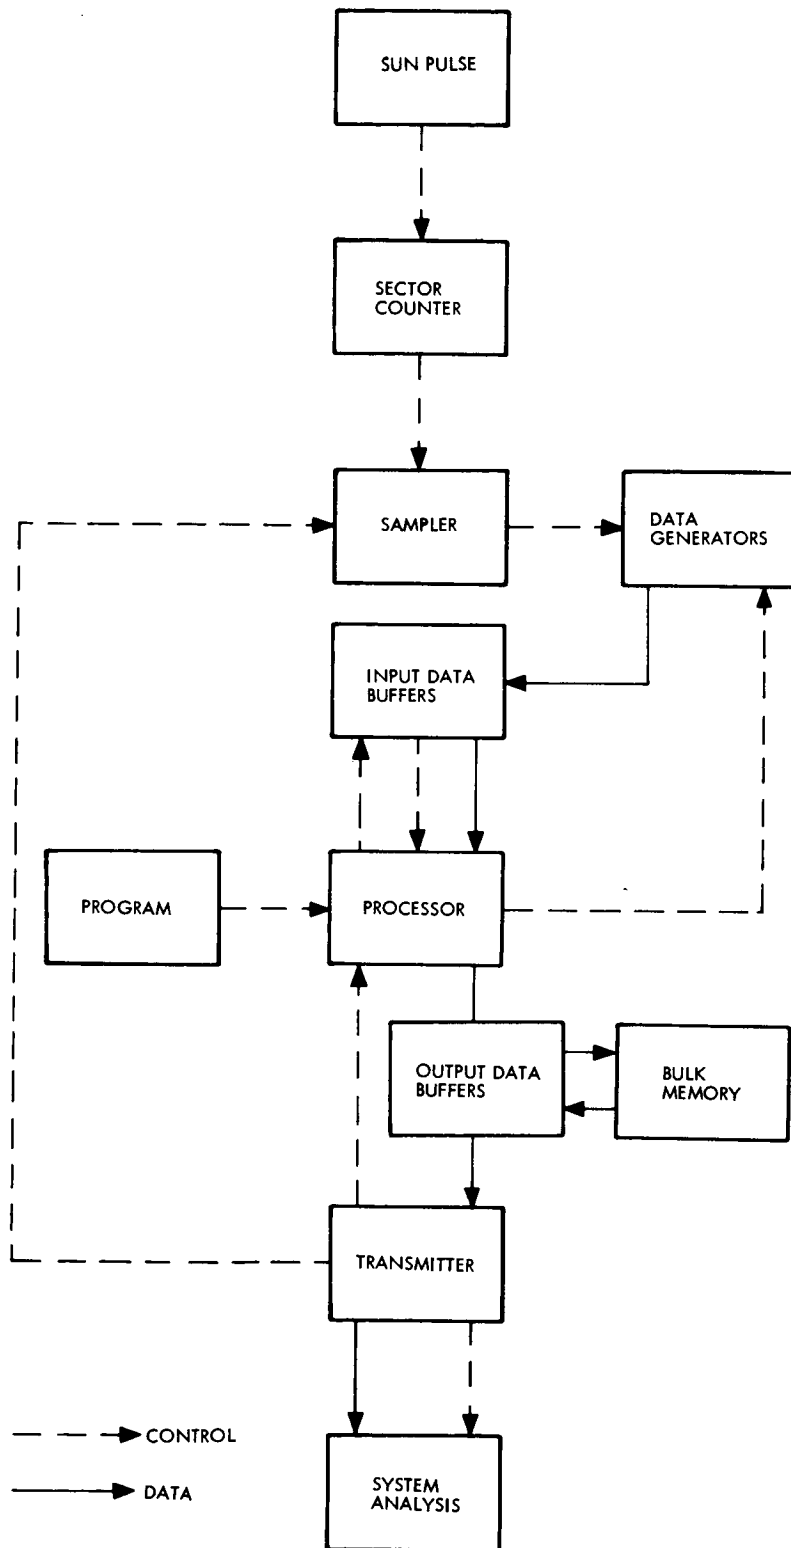 SUN PULSE
SECTOR
COUNTER
SAMPLER
DATA
GENERATORS
INPUT DATA
BUFFERS
PROGRAM
PROCESSOR
OUTPUT DATA
BUFFERS
BULK
MEMORY
TRANSMITTER
CONTROL
DATA
SYSTEM
ANALYSIS